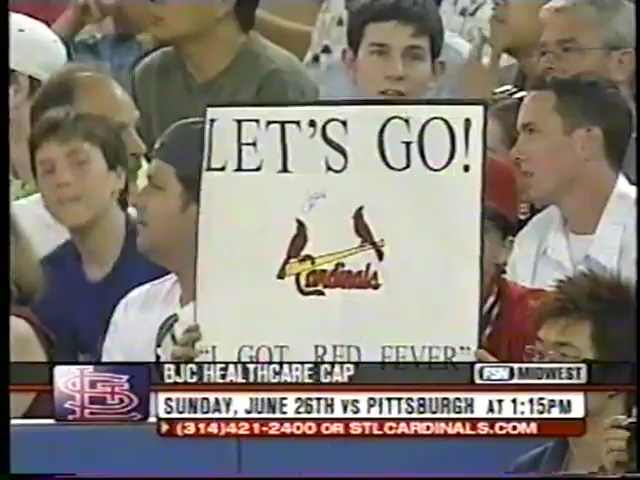 LET'S GO!
Cardinals
"I GOT RED FEVER"
BJC HEALTHCARE CAP
FSN MIDWEST
STL
SUNDAY, JUNE 26TH VS PITTSBURGH AT 1:15PM
(314)421-2400 OR STLCARDINALS.COM